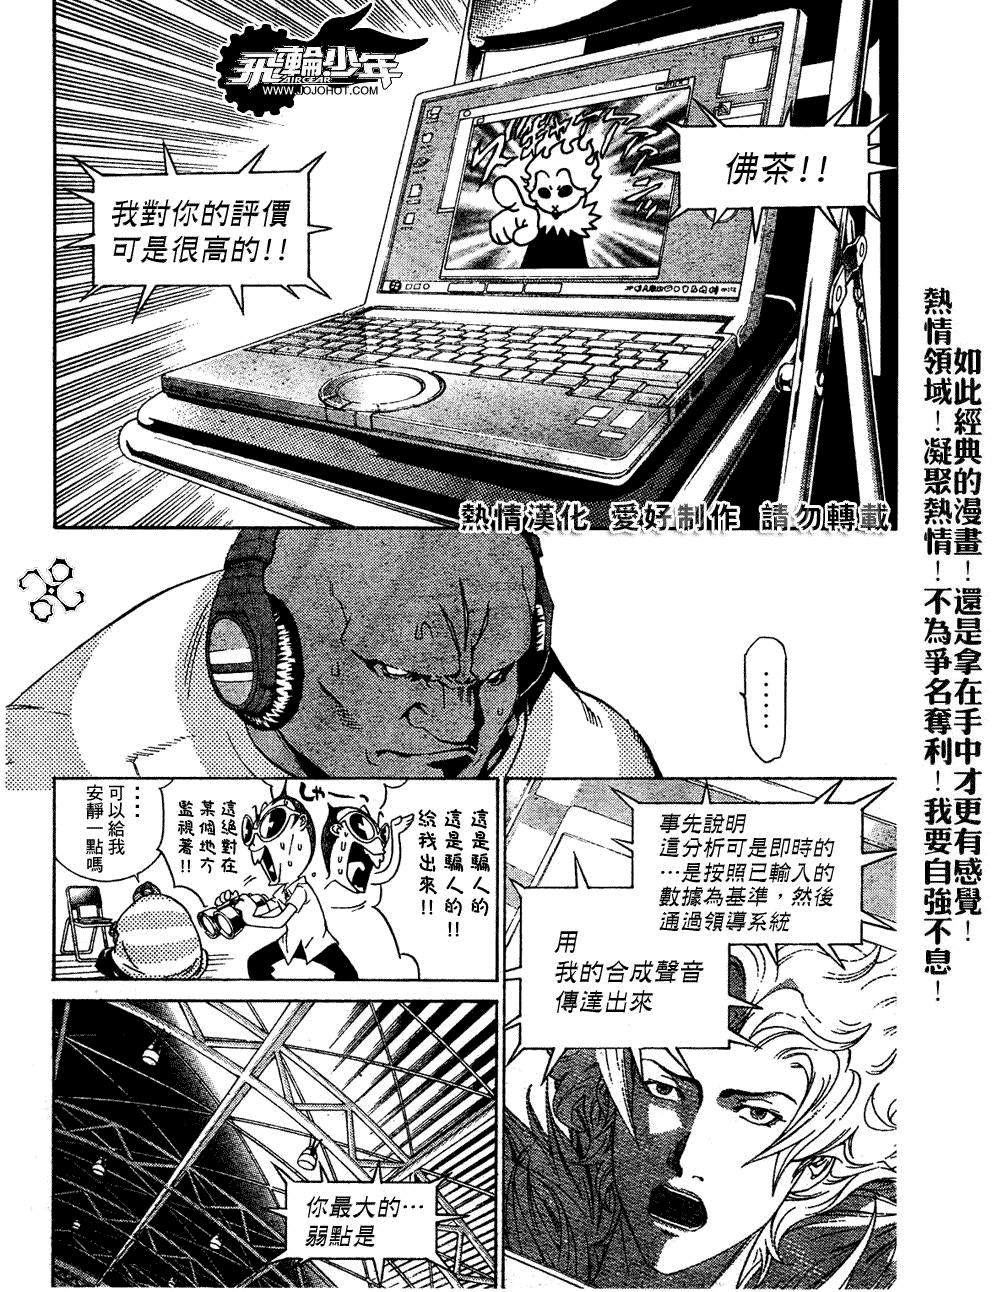 飛輪少年
AIRGEAR
WWW.JOJOHOT.COM
佛茶!!
我對你的評價
可是很高的!!
熱情漢化 愛好制作 請勿轉載
如此經典的漫畫！還是拿在手中才更有感覺！
熱情領域！凝聚熱情！不為爭名奪利！我要自強不息！
……
事先說明
這分析可是即時的
…是按照已輸入的
數據為基準，然後
通過領導系統
用
我的合成聲音
傳達出來
這是騙人的
這是騙人的!!
給我出來!!
這絕對在
某個地方
監視著!!
…
可以給我
安靜一點嗎
你最大的…
弱點是